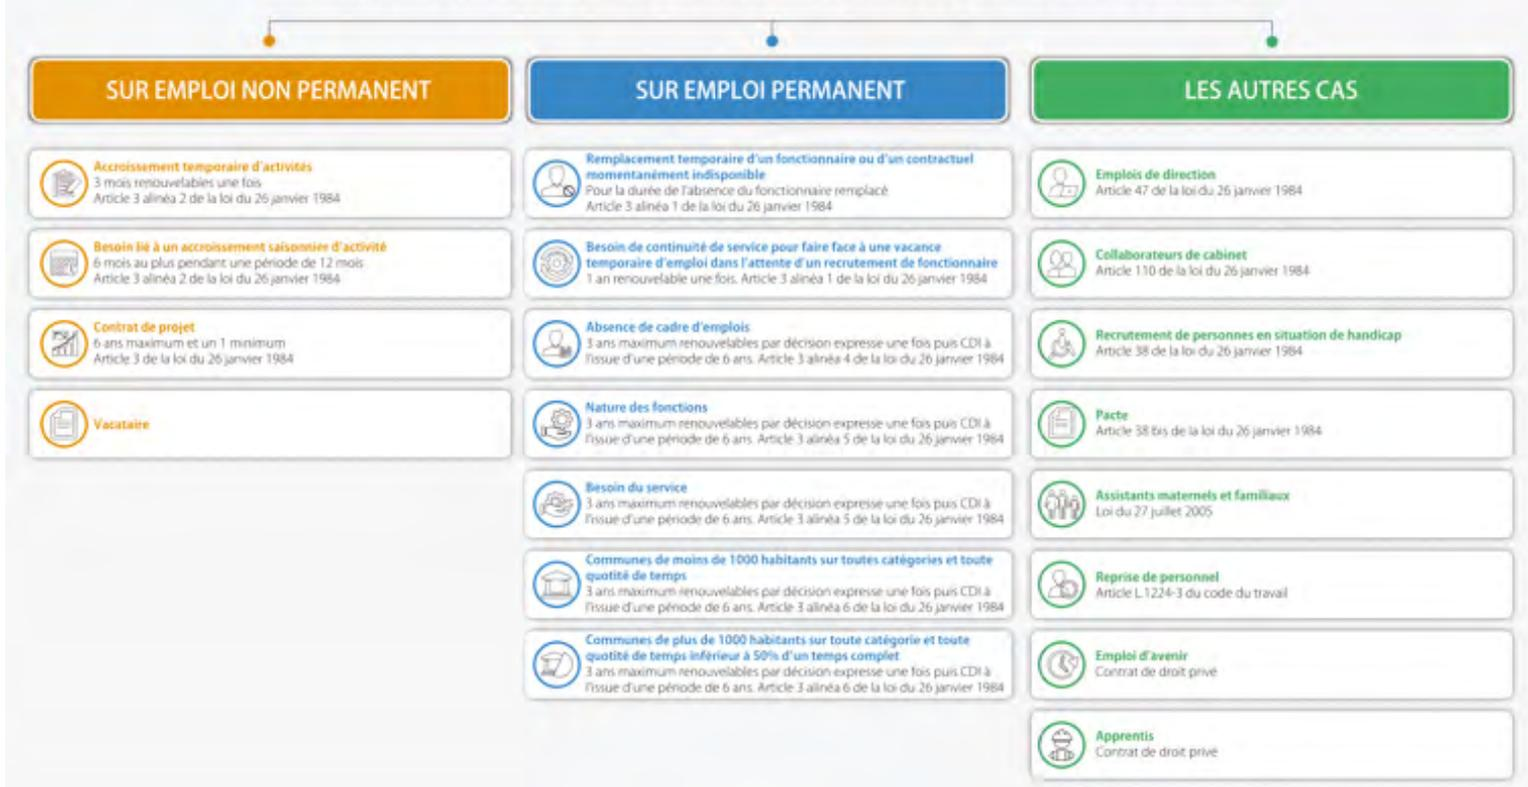 SUR EMPLOI NON PERMANENT
Accroissement temporaire d'activités
3 mois renouvelables une fois
Article 3 alinéa 2 de la loi du 26 janvier 1984
Besoin lié à un accroissement saisonnier d'activité
6 mois au plus pendant une période de 12 mois
Article 3 alinéa 2 de la loi du 26 janvier 1984
Contrat de projet
6 ans maximum et un 1 minimum
Article 3 de la loi du 26 janvier 1984
Vacataire
SUR EMPLOI PERMANENT
Remplacement temporaire d'un fonctionnaire ou d'un contractuel
momentanément indisponible
Pour la durée de l'absence du fonctionnaire remplacé
Article 3 alinéa 1 de la loi du 26 janvier 1984
Besoin de continuité de service pour faire face à une vacance
temporaire d'emploi dans l'attente d'un recrutement de fonctionnaire
1 an renouvelable une fois. Article 3 alinéa 1 de la loi du 26 janvier 1984
Absence de cadre d'emplois
3 ans maximum renouvelables par décision expresse une fois puis CDI à
l'issue d'une période de 6 ans. Article 3 alinéa 4 de la loi du 26 janvier 1984
Nature des fonctions
3 ans maximum renouvelables par décision expresse une fois puis CDI à
l'issue d'une période de 6 ans. Article 3 alinéa 5 de la loi du 26 janvier 1984
Besoin du service
3 ans maximum renouvelables par décision expresse une fois puis CDI à
l'issue d'une période de 6 ans. Article 3 alinéa 5 de la loi du 26 janvier 1984
Communes de moins de 1000 habitants sur toutes catégories et toute
quotité de temps
3 ans maximum renouvelables par décision expresse une fois puis CDI à
l'issue d'une période de 6 ans. Article 3 alinéa 6 de la loi du 26 janvier 1984
Communes de plus de 1000 habitants sur toute catégorie et toute
quotité de temps inférieur à 50% d'un temps complet
3 ans maximum renouvelables par décision expresse une fois puis CDI à
l'issue d'une période de 6 ans. Article 3 alinéa 6 de la loi du 26 janvier 1984
LES AUTRES CAS
Emplois de direction
Article 47 de la loi du 26 janvier 1984
Collaborateurs de cabinet
Article 110 de la loi du 26 janvier 1984
Recrutement de personnes en situation de handicap
Article 38 de la loi du 26 janvier 1984
Pacte
Article 38 bis de la loi du 26 janvier 1984
Assistants maternels et familiaux
Loi du 27 juillet 2005
Reprise de personnel
Article L.1224-3 du code du travail
Emploi d'avenir
Contrat de droit privé
Apprentis
Contrat de droit privé